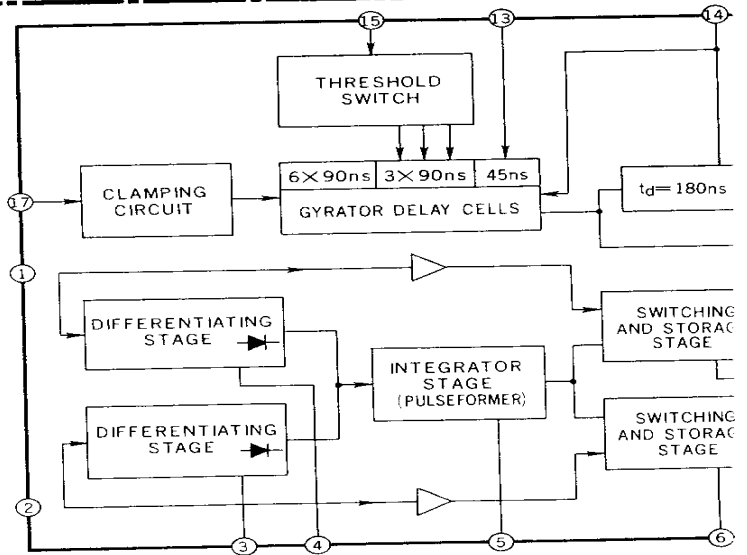 15
13
14
THRESHOLD
SWITCH
6×90ns
3×90ns
45ns
GYRATOR DELAY CELLS
17
CLAMPING
CIRCUIT
td=180ns
1
DIFFERENTIATING
STAGE
INTEGRATOR
STAGE
(PULSEFORMER)
SWITCHING
AND STORAG
STAGE
DIFFERENTIATING
STAGE
SWITCHING
AND STORAG
STAGE
2
3
4
5
6